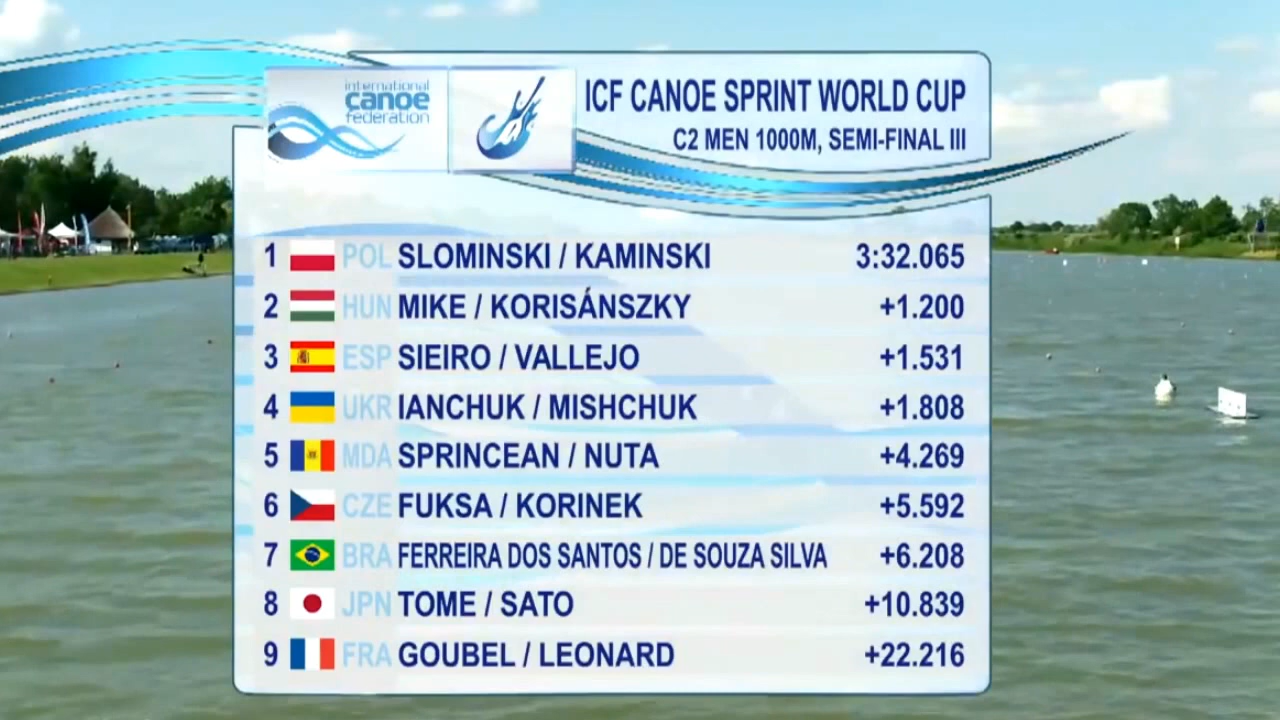 international
canoe
federation
ICF CANOE SPRINT WORLD CUP
C2 MEN 1000M, SEMI-FINAL III
1 POL SLOMINSKI / KAMINSKI 3:32.065
2 HUN MIKE / KORISÁNSZKY +1.200
3 ESP SIEIRO / VALLEJO +1.531
4 UKR IANCHUK / MISHCHUK +1.808
5 MDA SPRINCEAN / NUTA +4.269
6 CZE FUKSA / KORINEK +5.592
7 BRA FERREIRA DOS SANTOS / DE SOUZA SILVA +6.208
8 JPN TOME / SATO +10.839
9 FRA GOUBEL / LEONARD +22.216